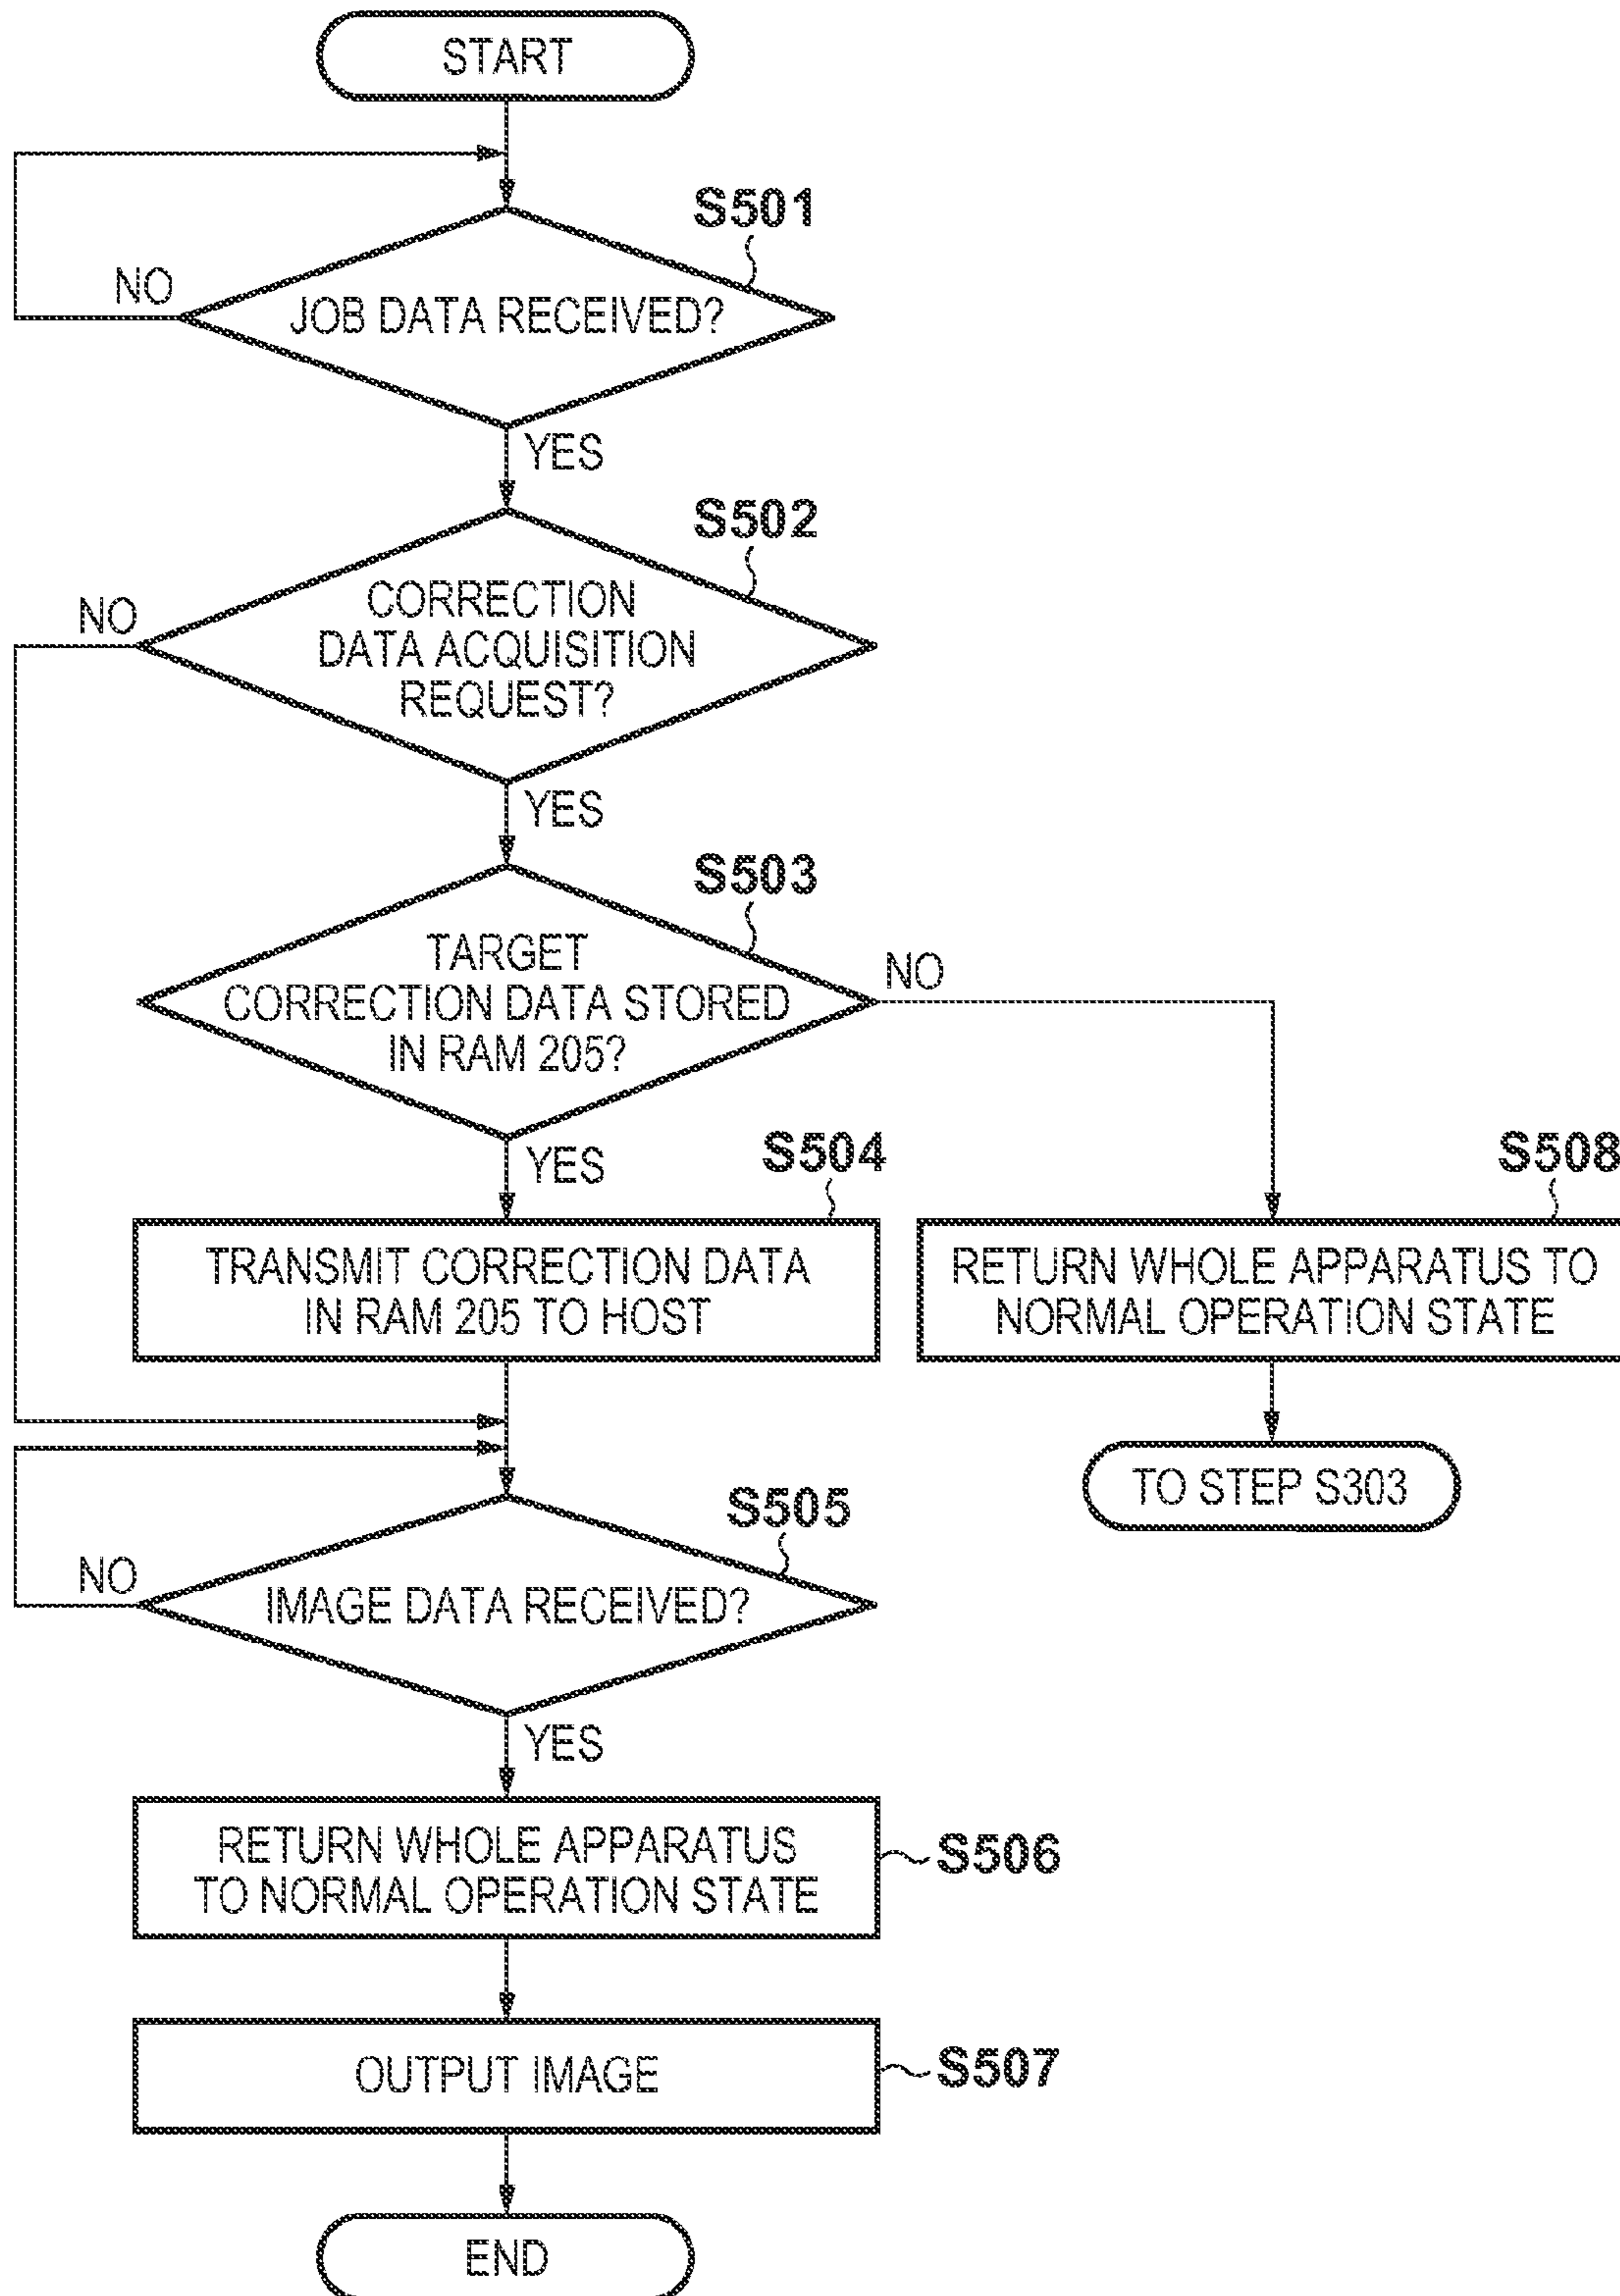 START
S501
NO
JOB DATA RECEIVED?
YES
S502
NO
CORRECTION
DATA ACQUISITION
REQUEST?
YES
S503
TARGET
CORRECTION DATA STORED
IN RAM 205?
NO
YES
S504
S508
TRANSMIT CORRECTION DATA
IN RAM 205 TO HOST
RETURN WHOLE APPARATUS TO
NORMAL OPERATION STATE
TO STEP S303
S505
NO
IMAGE DATA RECEIVED?
YES
RETURN WHOLE APPARATUS
TO NORMAL OPERATION STATE
S506
OUTPUT IMAGE
S507
END